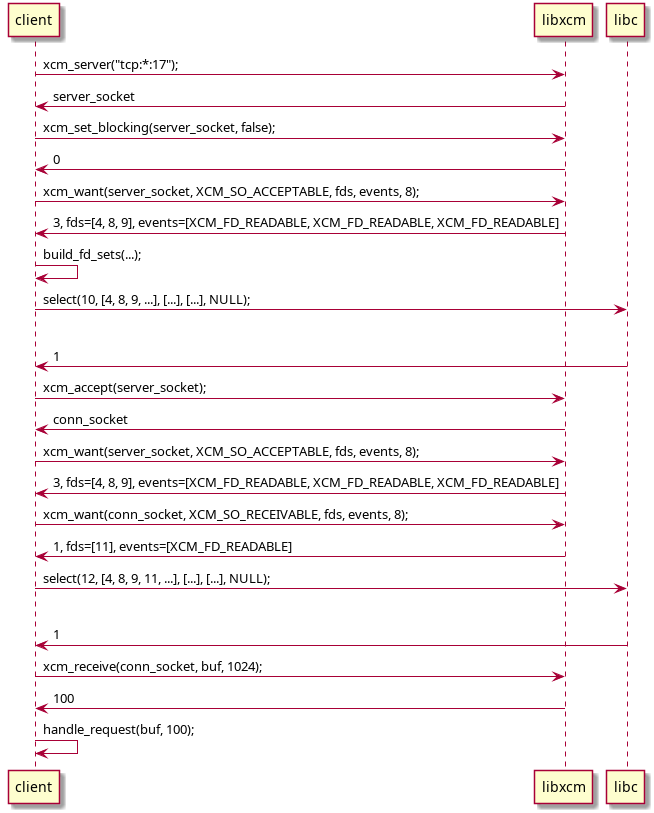 client libxcm libc
xcm_server("tcp:*:17");
server_socket
xcm_set_blocking(server_socket, false);
0
xcm_want(server_socket, XCM_SO_ACCEPTABLE, fds, events, 8);
3, fds=[4, 8, 9], events=[XCM_FD_READABLE, XCM_FD_READABLE, XCM_FD_READABLE]
build_fd_sets(...);
select(10, [4, 8, 9, ...], [...], [...], NULL);
1
xcm_accept(server_socket);
conn_socket
xcm_want(server_socket, XCM_SO_ACCEPTABLE, fds, events, 8);
3, fds=[4, 8, 9], events=[XCM_FD_READABLE, XCM_FD_READABLE, XCM_FD_READABLE]
xcm_want(conn_socket, XCM_SO_RECEIVABLE, fds, events, 8);
1, fds=[11], events=[XCM_FD_READABLE]
select(12, [4, 8, 9, 11, ...], [...], [...], NULL);
1
xcm_receive(conn_socket, buf, 1024);
100
handle_request(buf, 100);
client libxcm libc